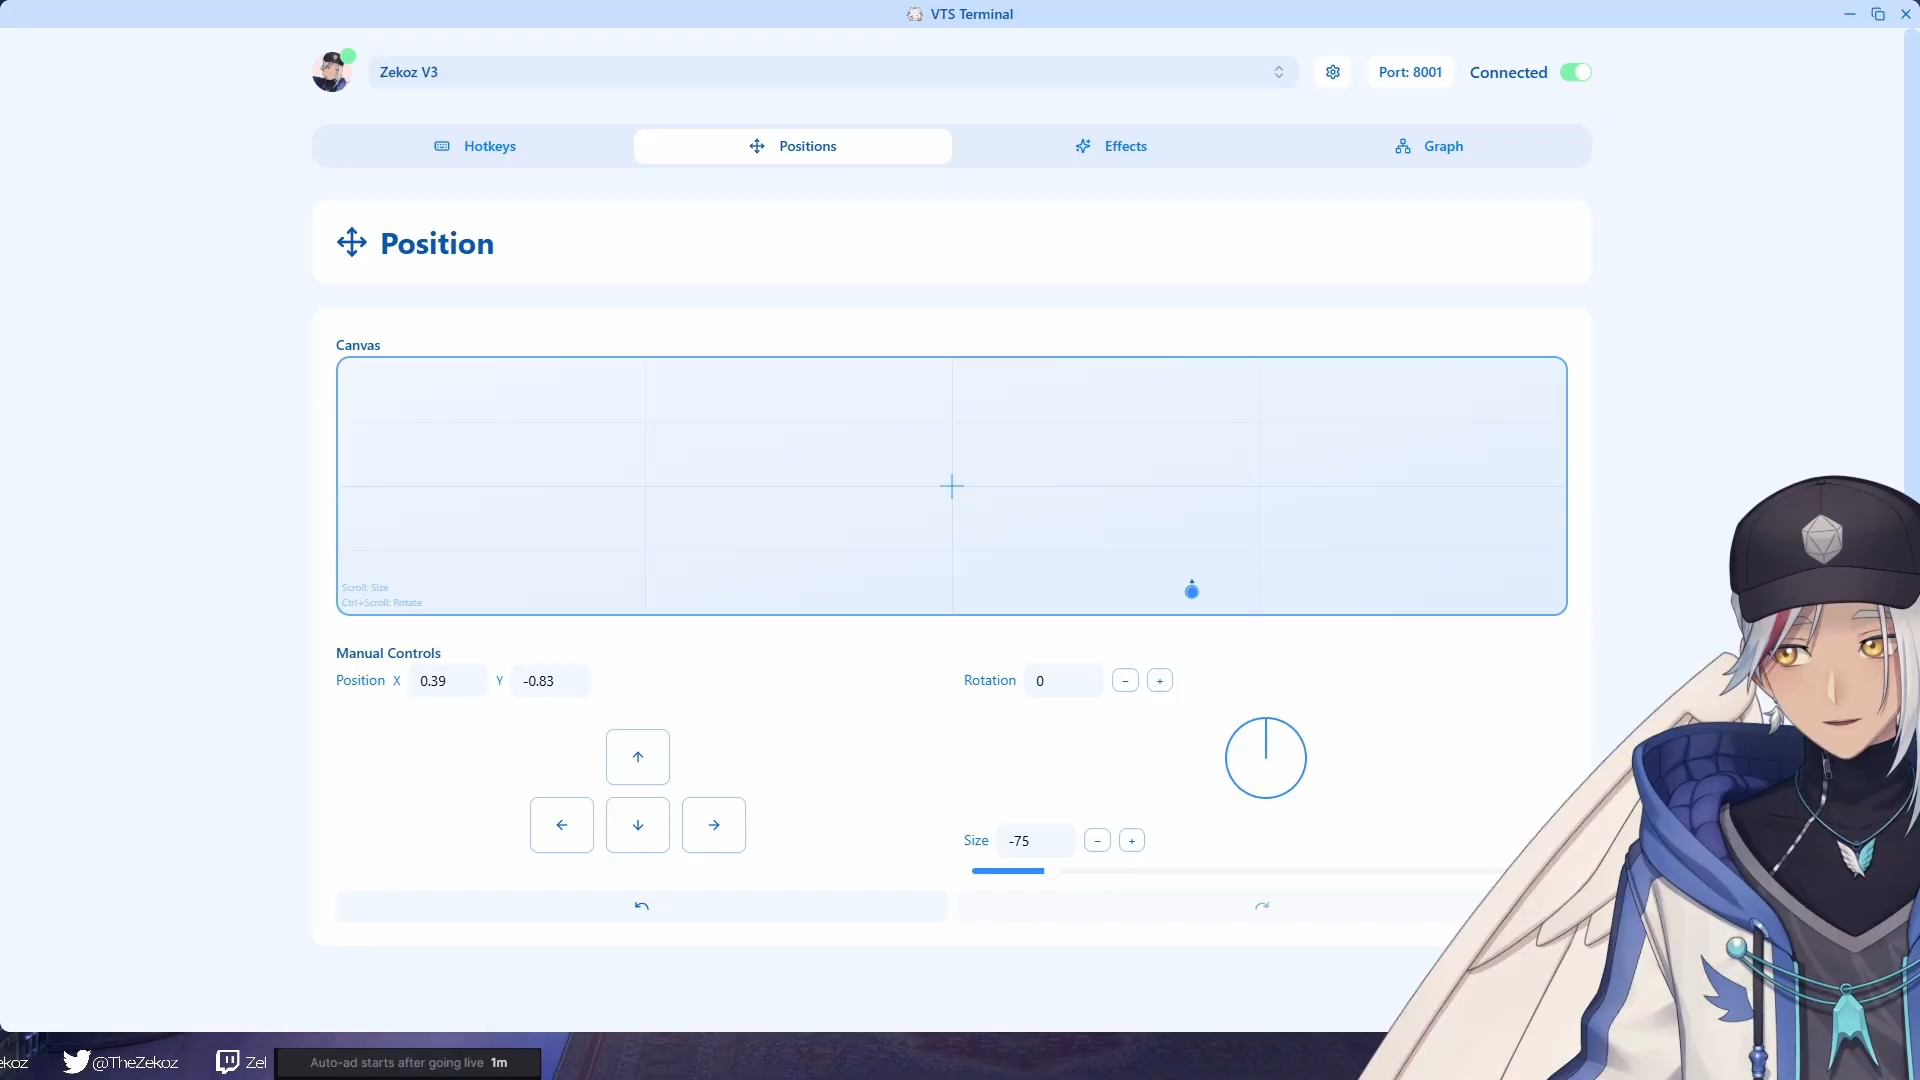 VTS Terminal
Zekoz V3
Port: 8001
Connected
Hotkeys
Positions
Effects
Graph
Position
Canvas
Scroll: Size
Ctrl+Scroll: Rotate
Manual Controls
Position X 0.39 Y -0.83
Rotation 0 - +
Size -75 - +
ekoz
@TheZekoz
Zel
Auto-ad starts after going live 1m